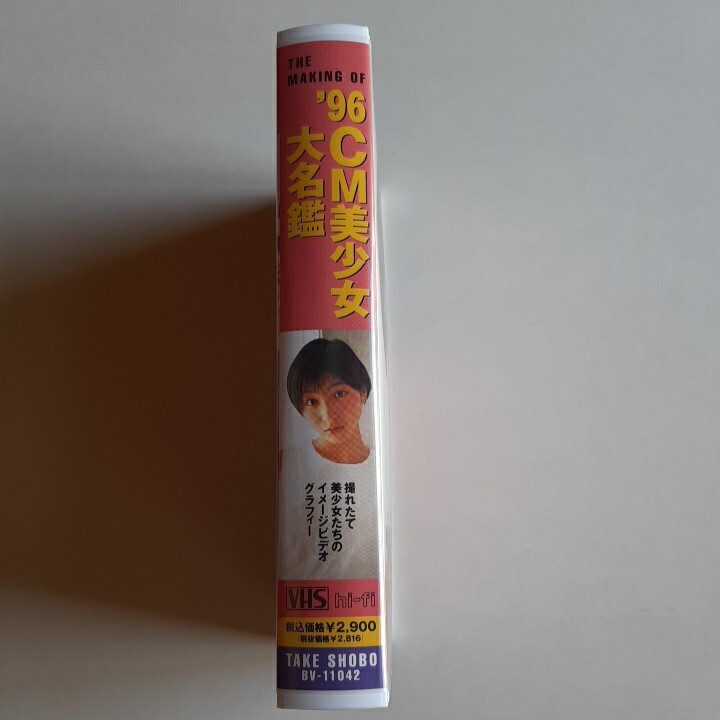 THE
MAKING OF
'96
CM美少女
大名鑑
撮れたて
美少女たちの
イメージビデオ
グラフィー
VHS hi-fi
税込価格¥2,900
(税抜価格¥2,816)
TAKE SHOBO
BV-11042